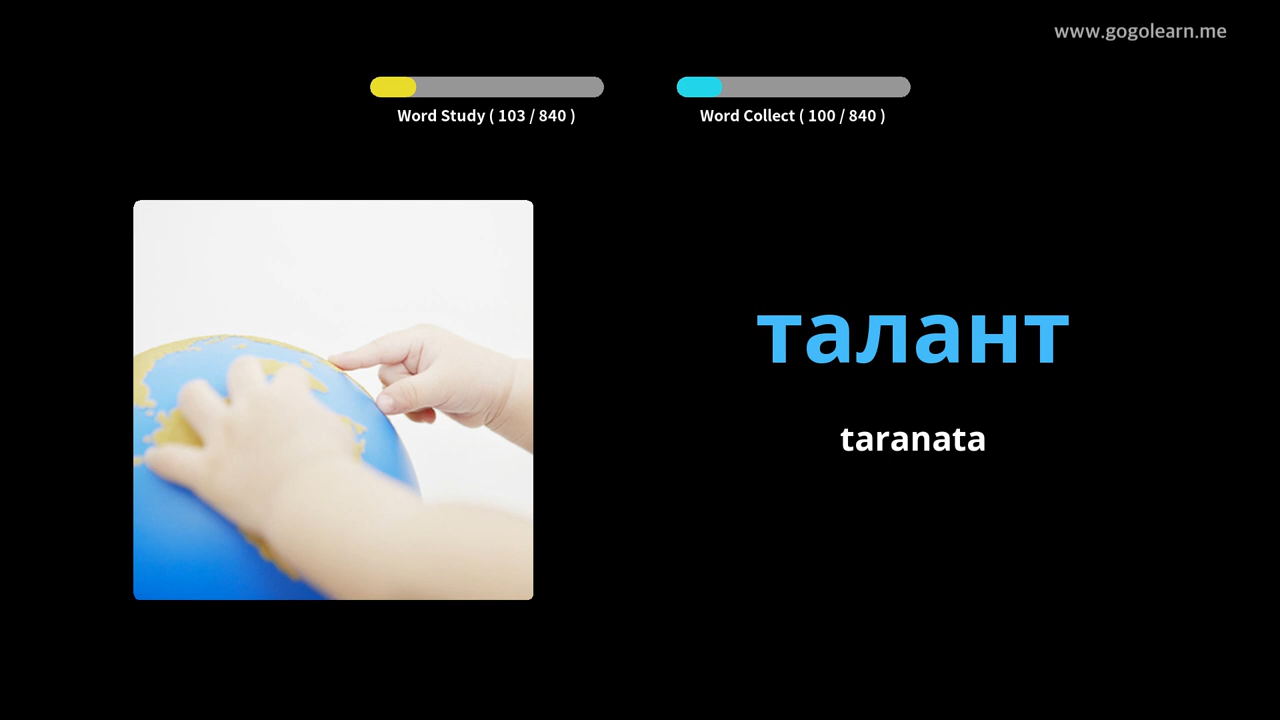 www.gogolearn.me
Word Study ( 103 / 840 )
Word Collect ( 100 / 840 )
талант
taranata